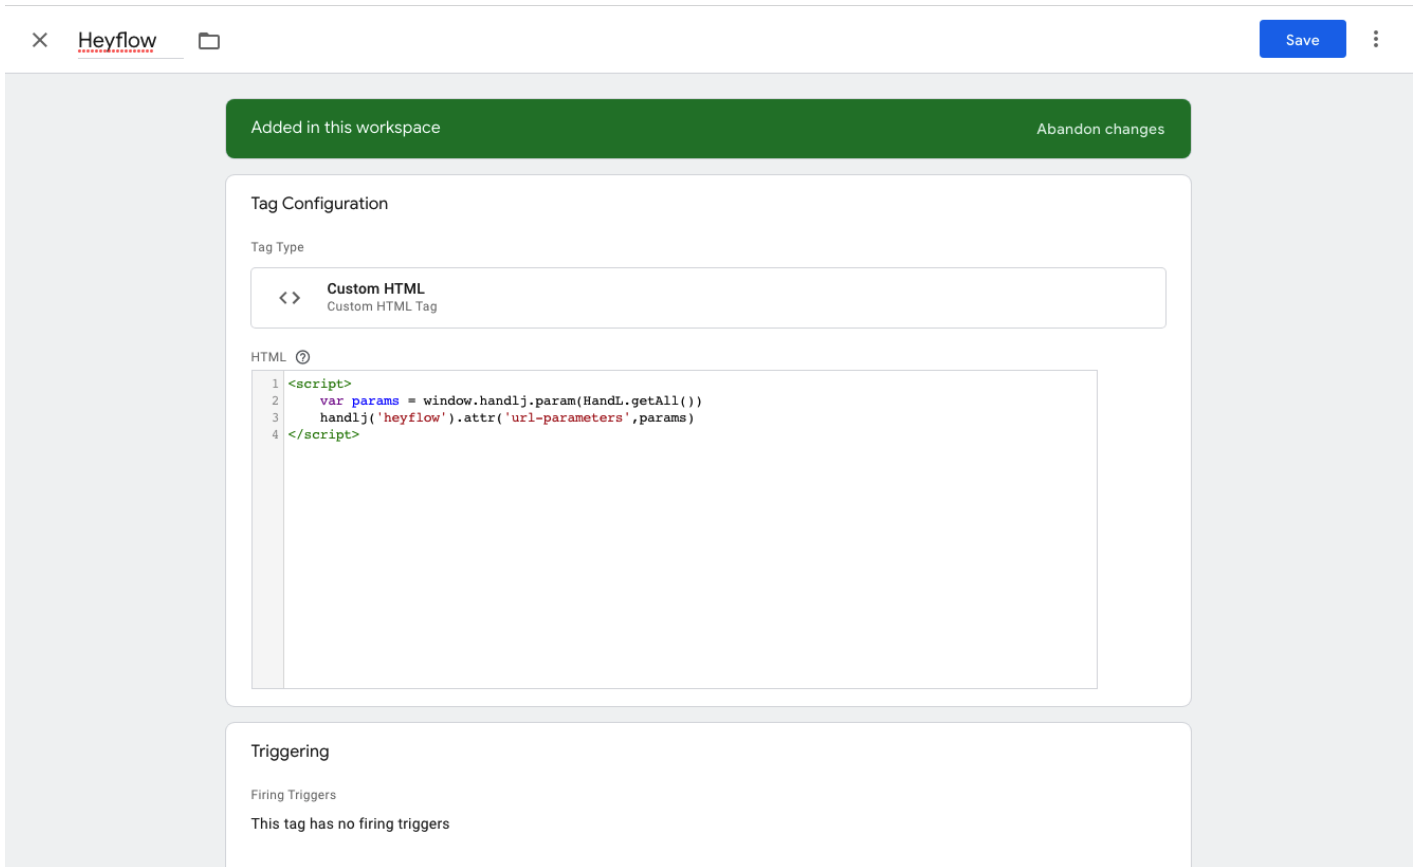 Heyflow
Save
Added in this workspace
Abandon changes
Tag Configuration
Tag Type
Custom HTML
Custom HTML Tag
HTML
1 <script>
2 var params = window.handlj.param(HandL.getAll())
3 handlj('heyflow').attr('url-parameters',params)
4 </script>
Triggering
Firing Triggers
This tag has no firing triggers